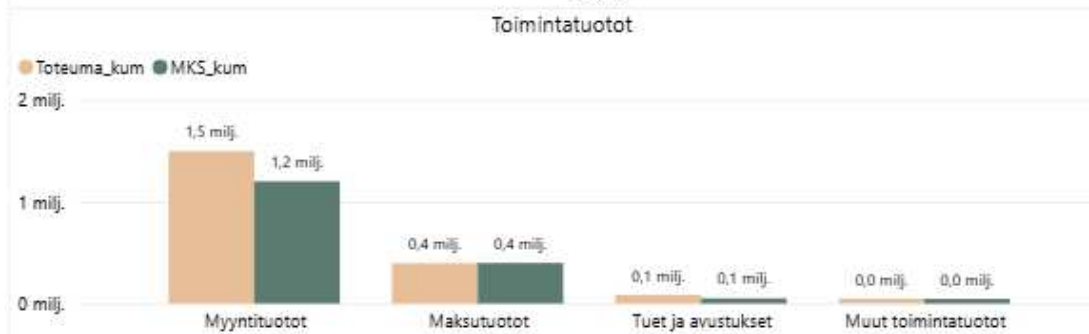 Toimintatuotot
Toteuma_kum MKS_kum
2 milj.
1,5 milj.
1,2 milj.
1 milj.
0,4 milj. 0,4 milj.
0,1 milj. 0,1 milj. 0,0 milj. 0,0 milj.
0 milj.
Myyntituotot Maksutuotot Tuet ja avustukset Muut toimintatuotot